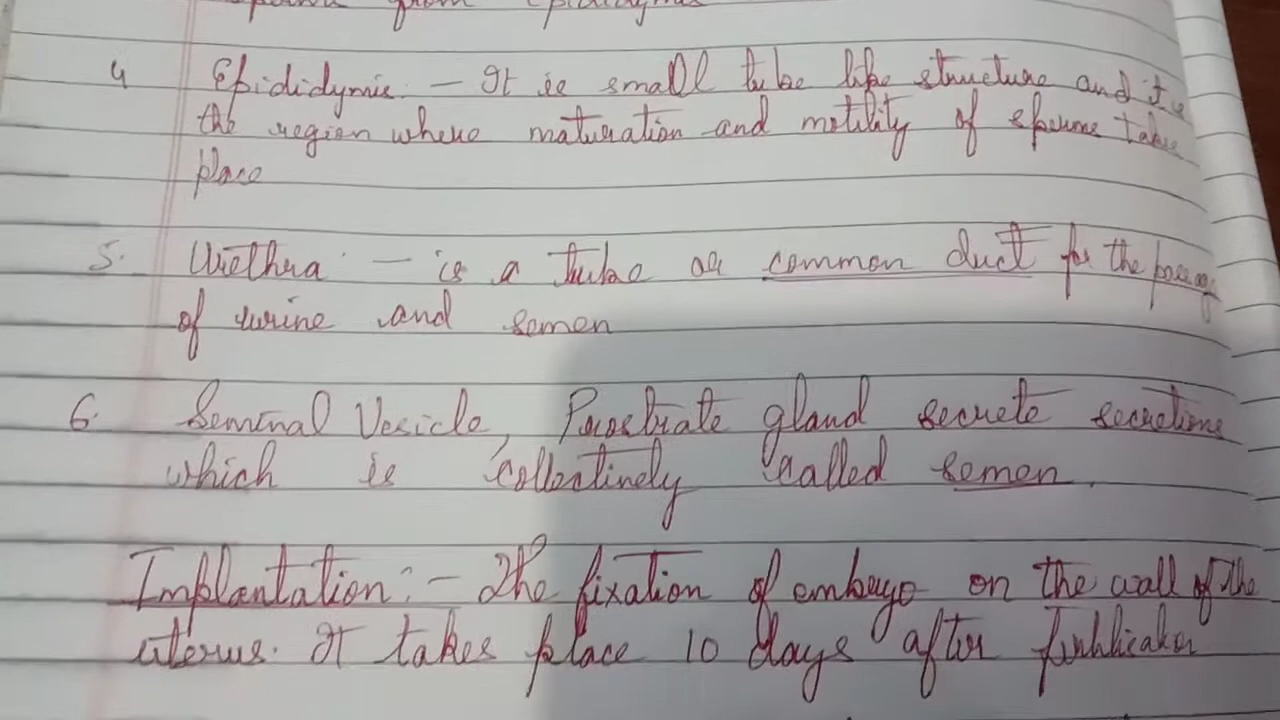 from Epididymis
4 Epididymis - It is small tube like structure and it is
the region where maturation and motility of sperms takes
place
5. Urethra - is a tube or common duct for the passage
of urine and semen
6. Seminal Vesicle, Prostrate gland secrete secretions
which is collectively called semen.
Implantation :- The fixation of embryo on the wall of the
uterus. It takes place 10 days after